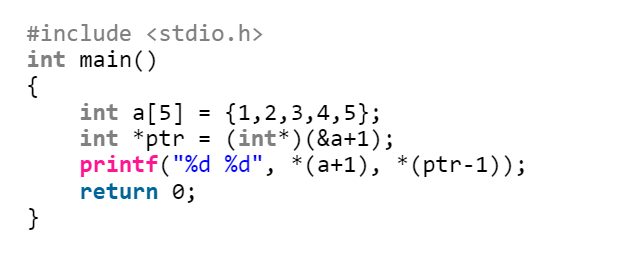 #include <stdio.h>
int main()
{
    int a[5] = {1,2,3,4,5};
    int *ptr = (int*)(&a+1);
    printf("%d %d", *(a+1), *(ptr-1));
    return 0;
}